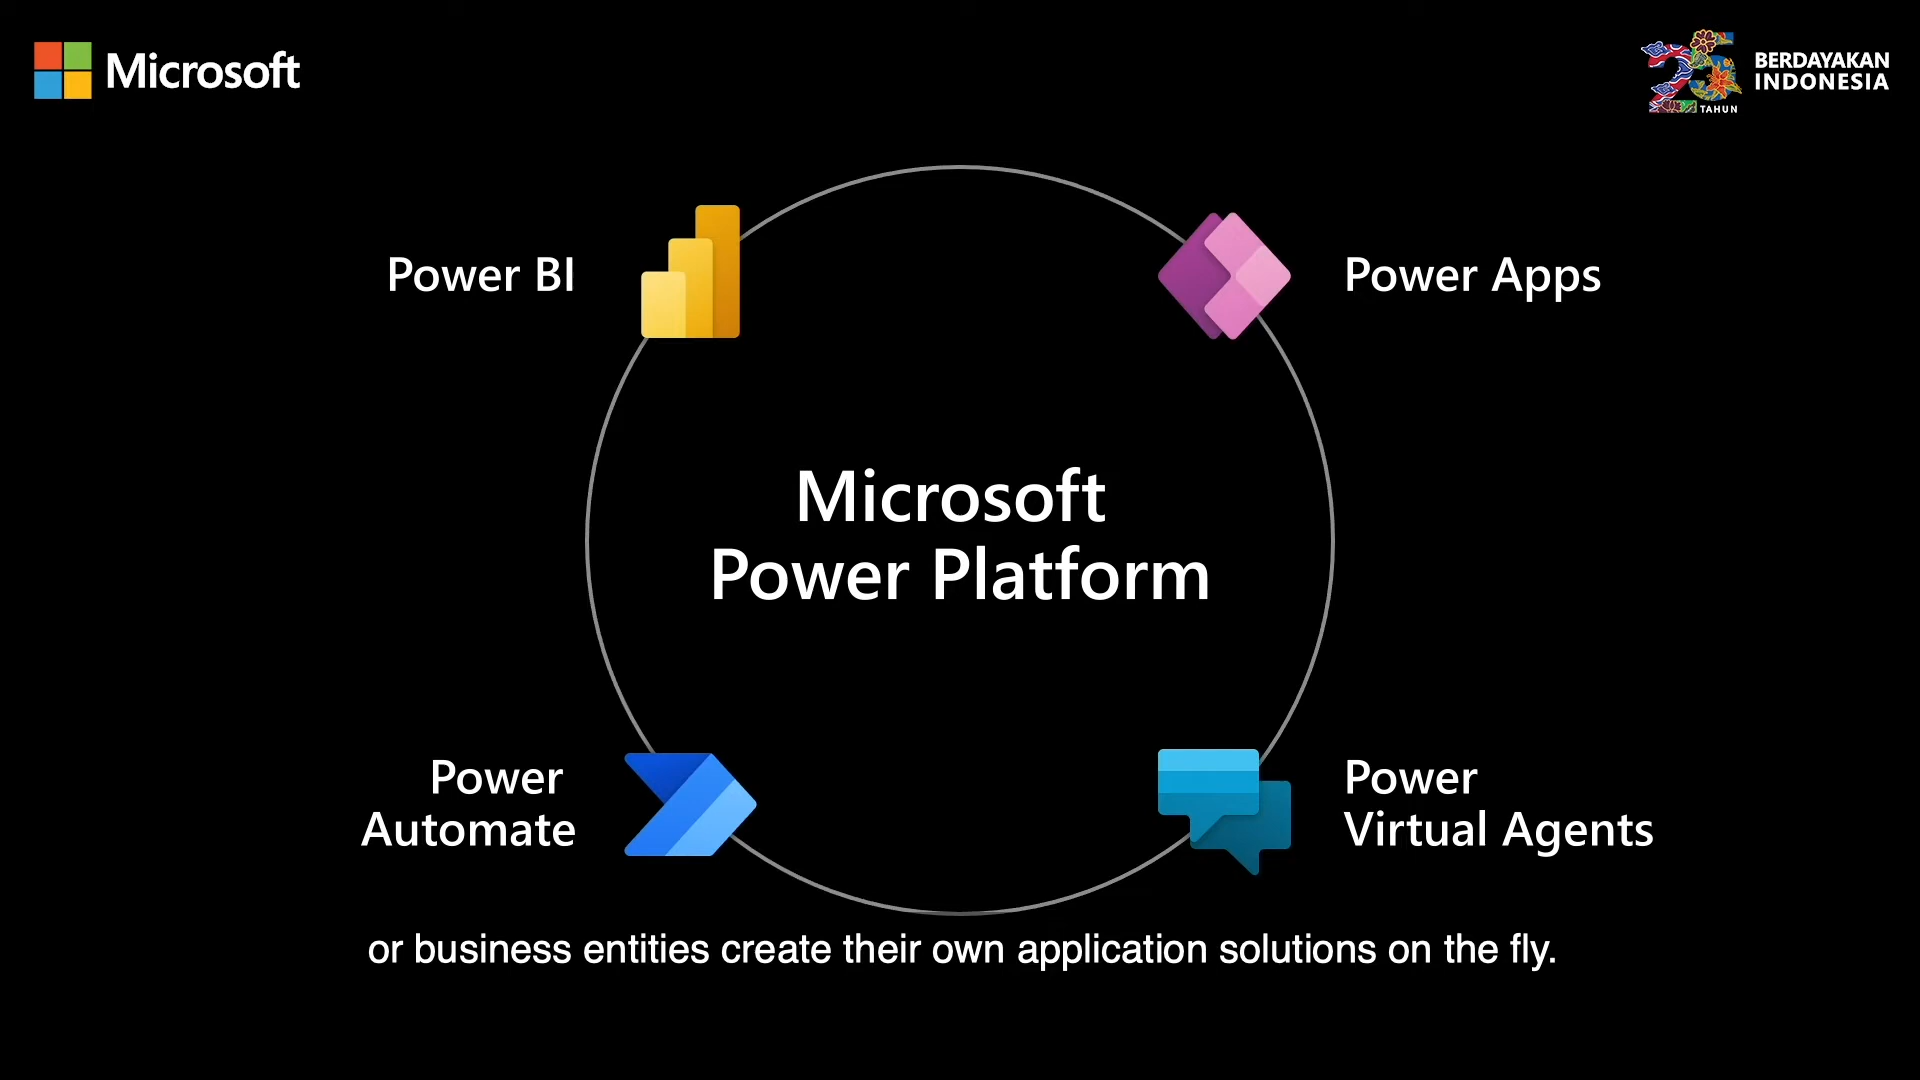 Microsoft
25
TAHUN
BERDAYAKAN
INDONESIA
Power BI
Power Apps
Microsoft
Power Platform
Power
Automate
Power
Virtual Agents
or business entities create their own application solutions on the fly.